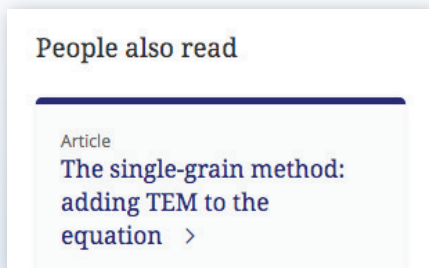 People also read
Article
The single-grain method:
adding TEM to the
equation >